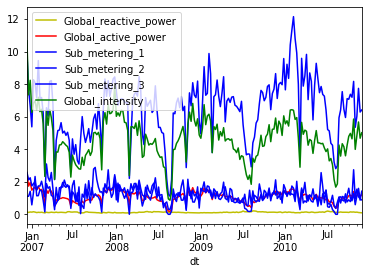 12
10
8
6
4
2
0
Global_reactive_power
Global_active_power
Sub_metering_1
Sub_metering_2
Sub_metering_3
Global_intensity
Jan Jul Jan Jul Jan Jul Jan Jul
2007 2008 2009 2010
dt